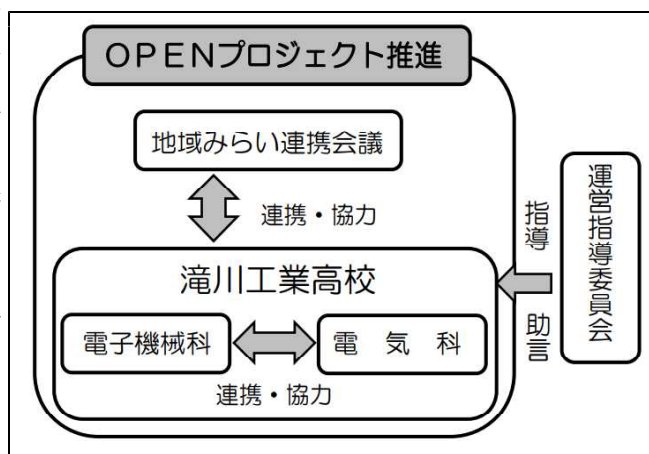 ＯＰＥＮプロジェクト推進
地域みらい連携会議
連携・協力
滝川工業高校
電子機械科
電気科
連携・協力
指導
助言
運営指導委員会